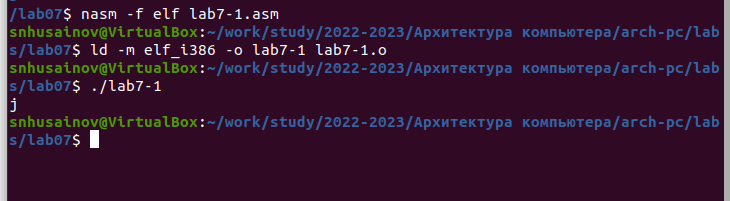 /lab07$ nasm -f elf lab7-1.asm
snhusainov@VirtualBox:~/work/study/2022-2023/Архитектура компьютера/arch-pc/lab
s/lab07$ ld -m elf_i386 -o lab7-1 lab7-1.o
snhusainov@VirtualBox:~/work/study/2022-2023/Архитектура компьютера/arch-pc/lab
s/lab07$ ./lab7-1
j
snhusainov@VirtualBox:~/work/study/2022-2023/Архитектура компьютера/arch-pc/lab
s/lab07$